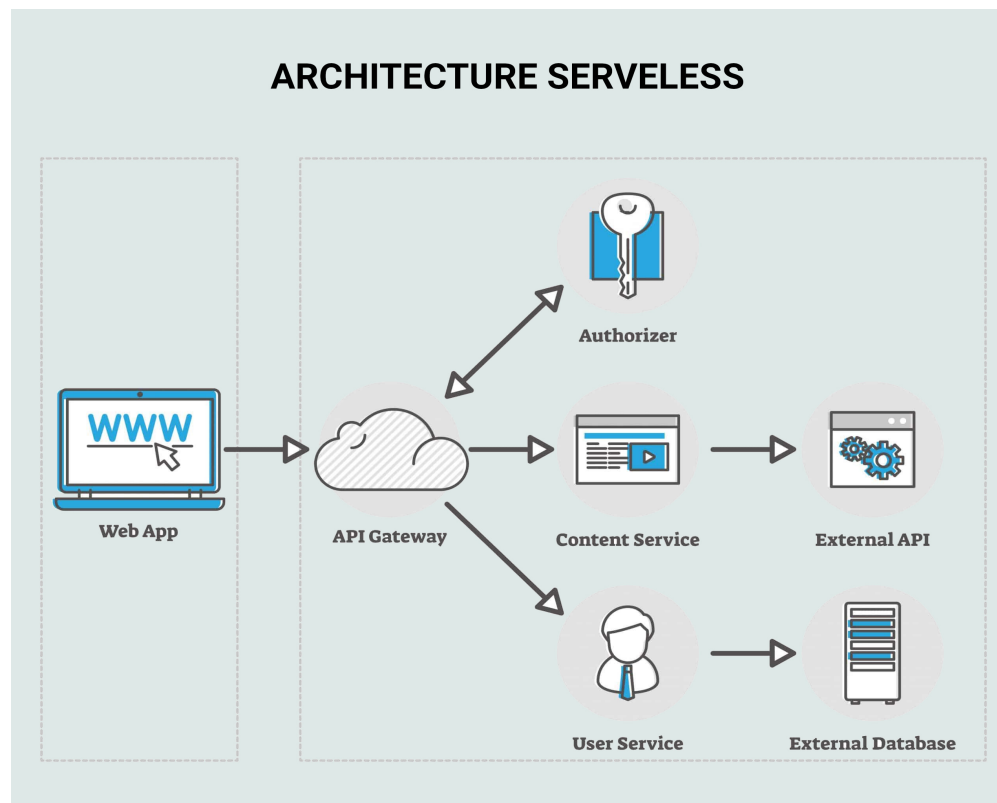 ARCHITECTURE SERVELESS
Authorizer
WWW
Web App
API Gateway
Content Service
External API
User Service
External Database